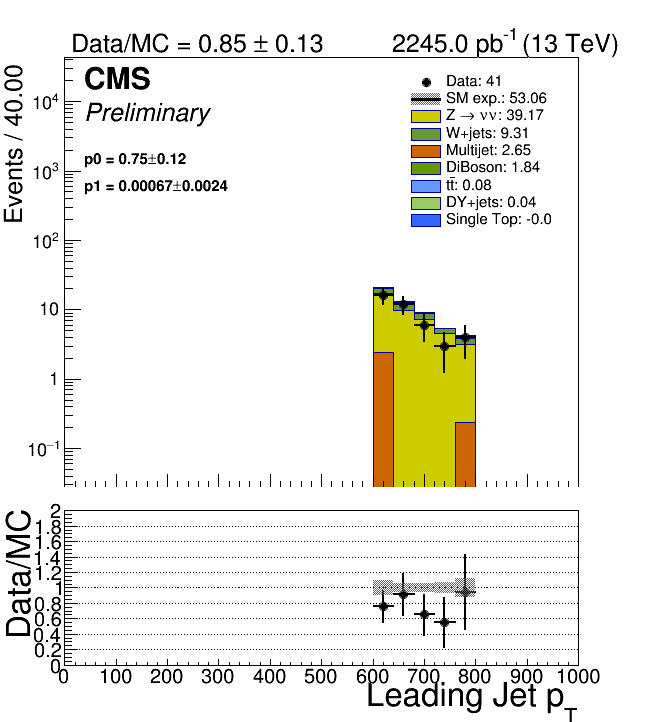 Data/MC = 0.85 ± 0.13
2245.0 pb⁻¹ (13 TeV)
CMS
Preliminary
p0 = 0.75±0.12
p1 = 0.00067±0.0024
Data: 41
SM exp.: 53.06
Z → νν: 39.17
W+jets: 9.31
Multijet: 2.65
DiBoson: 1.84
tt̄: 0.08
DY+jets: 0.04
Single Top: -0.0
Events / 40.00
10⁴
10³
10²
10
1
10⁻¹
Data/MC
2
1.8
1.6
1.4
1.2
1
0.8
0.6
0.4
0.2
0
0 100 200 300 400 500 600 700 800 900 1000
Leading Jet p_T